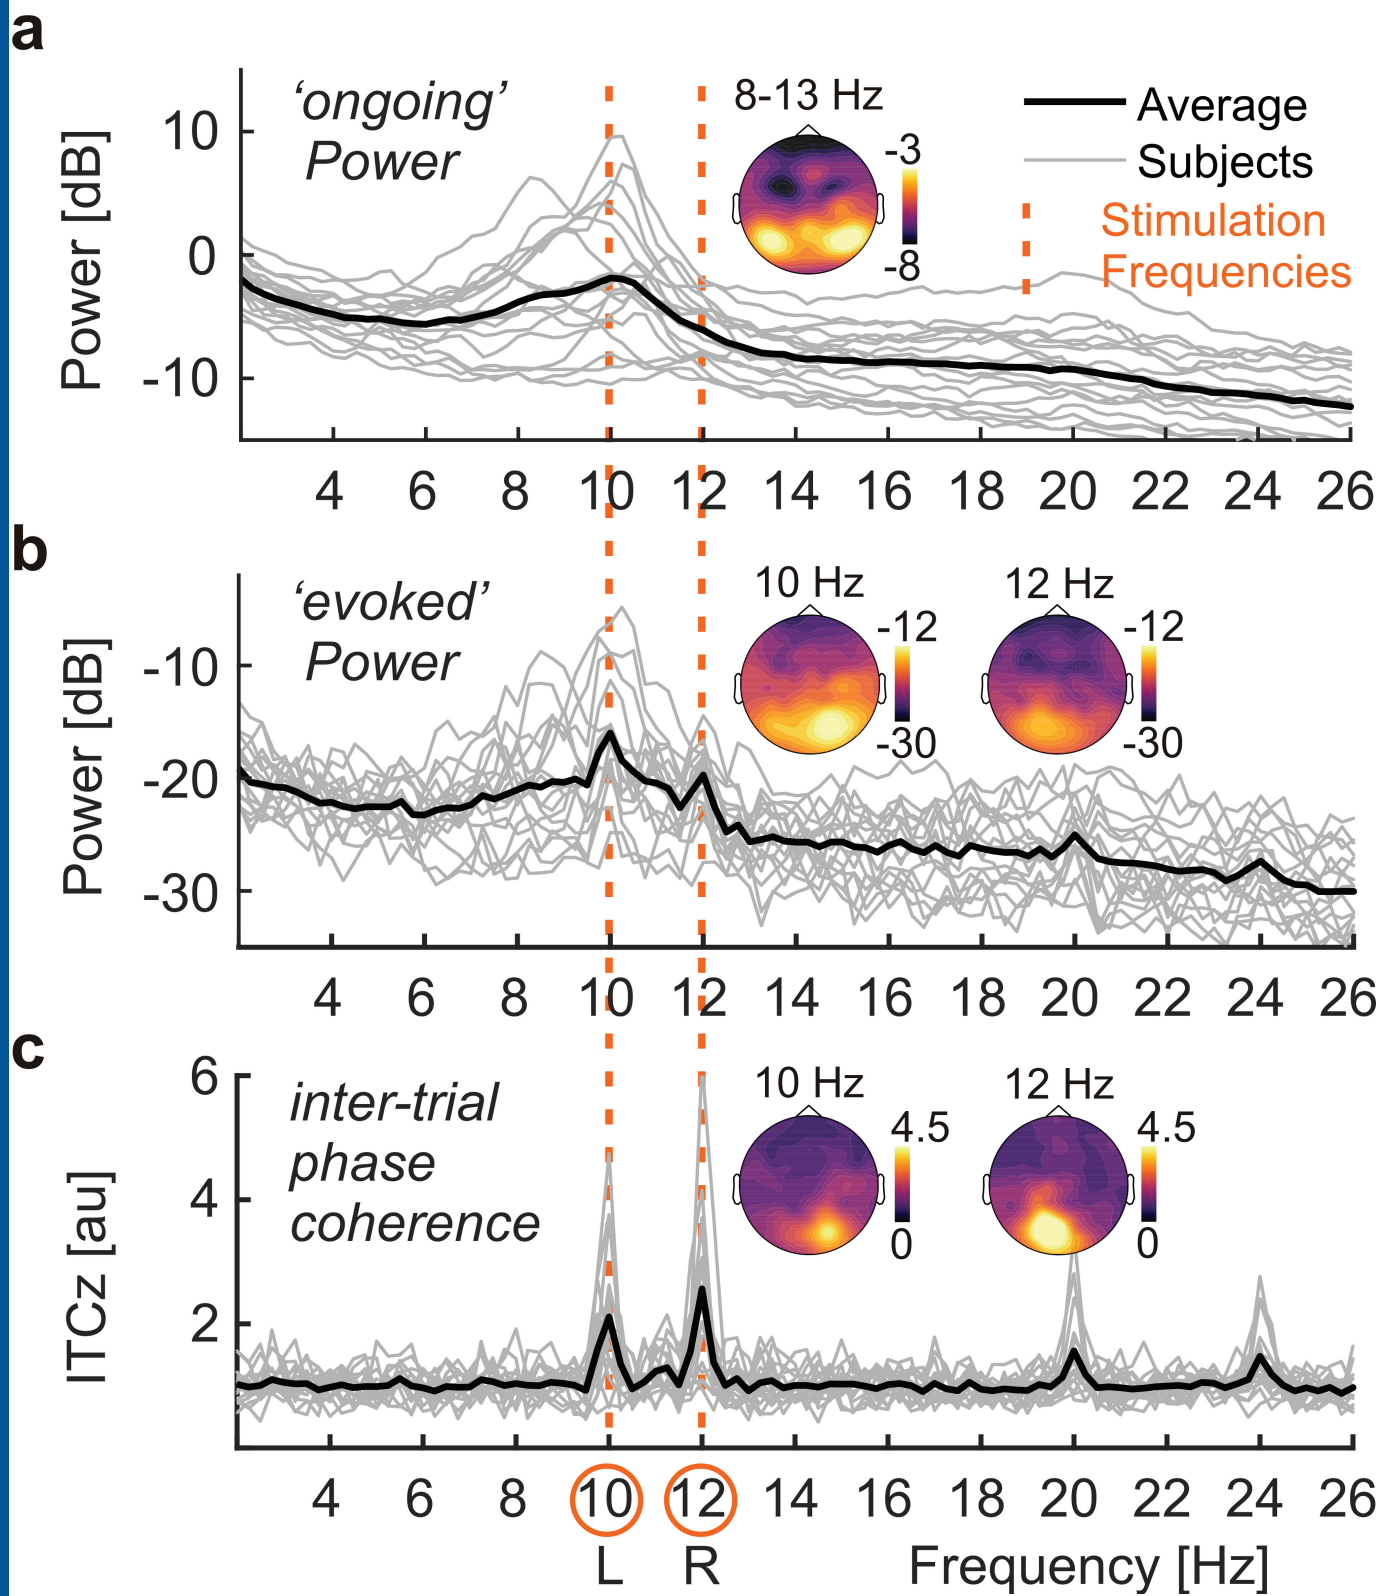 a
'ongoing'
Power
8-13 Hz
-3
-8
Average
Subjects
Stimulation
Frequencies
Power [dB]
10
0
-10
4 6 8 10 12 14 16 18 20 22 24 26
b
'evoked'
Power
10 Hz
-12
-30
12 Hz
-12
-30
Power [dB]
-10
-20
-30
4 6 8 10 12 14 16 18 20 22 24 26
c
inter-trial
phase
coherence
10 Hz
4.5
0
12 Hz
4.5
0
ITCz [au]
6
4
2
4 6 8 10 12 14 16 18 20 22 24 26
L R Frequency [Hz]